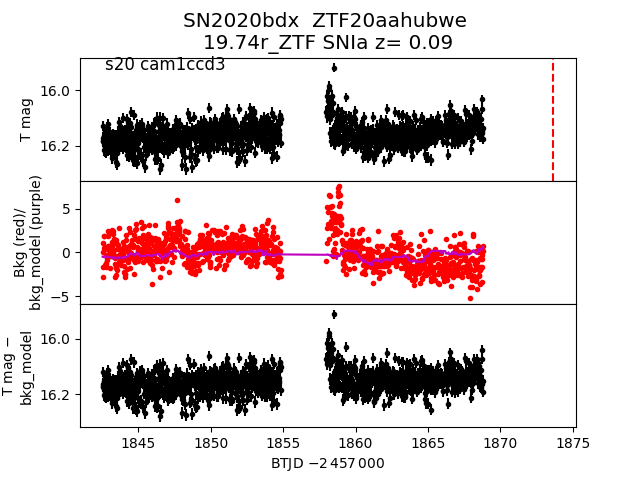 SN2020bdx  ZTF20aahubwe
19.74r_ZTF SNIa z= 0.09
s20 cam1ccd3
16.0
16.2
T mag
5
0
−5
Bkg (red)/
bkg_model (purple)
16.0
16.2
T mag −
bkg_model
1845 1850 1855 1860 1865 1870 1875
BTJD −2 457 000